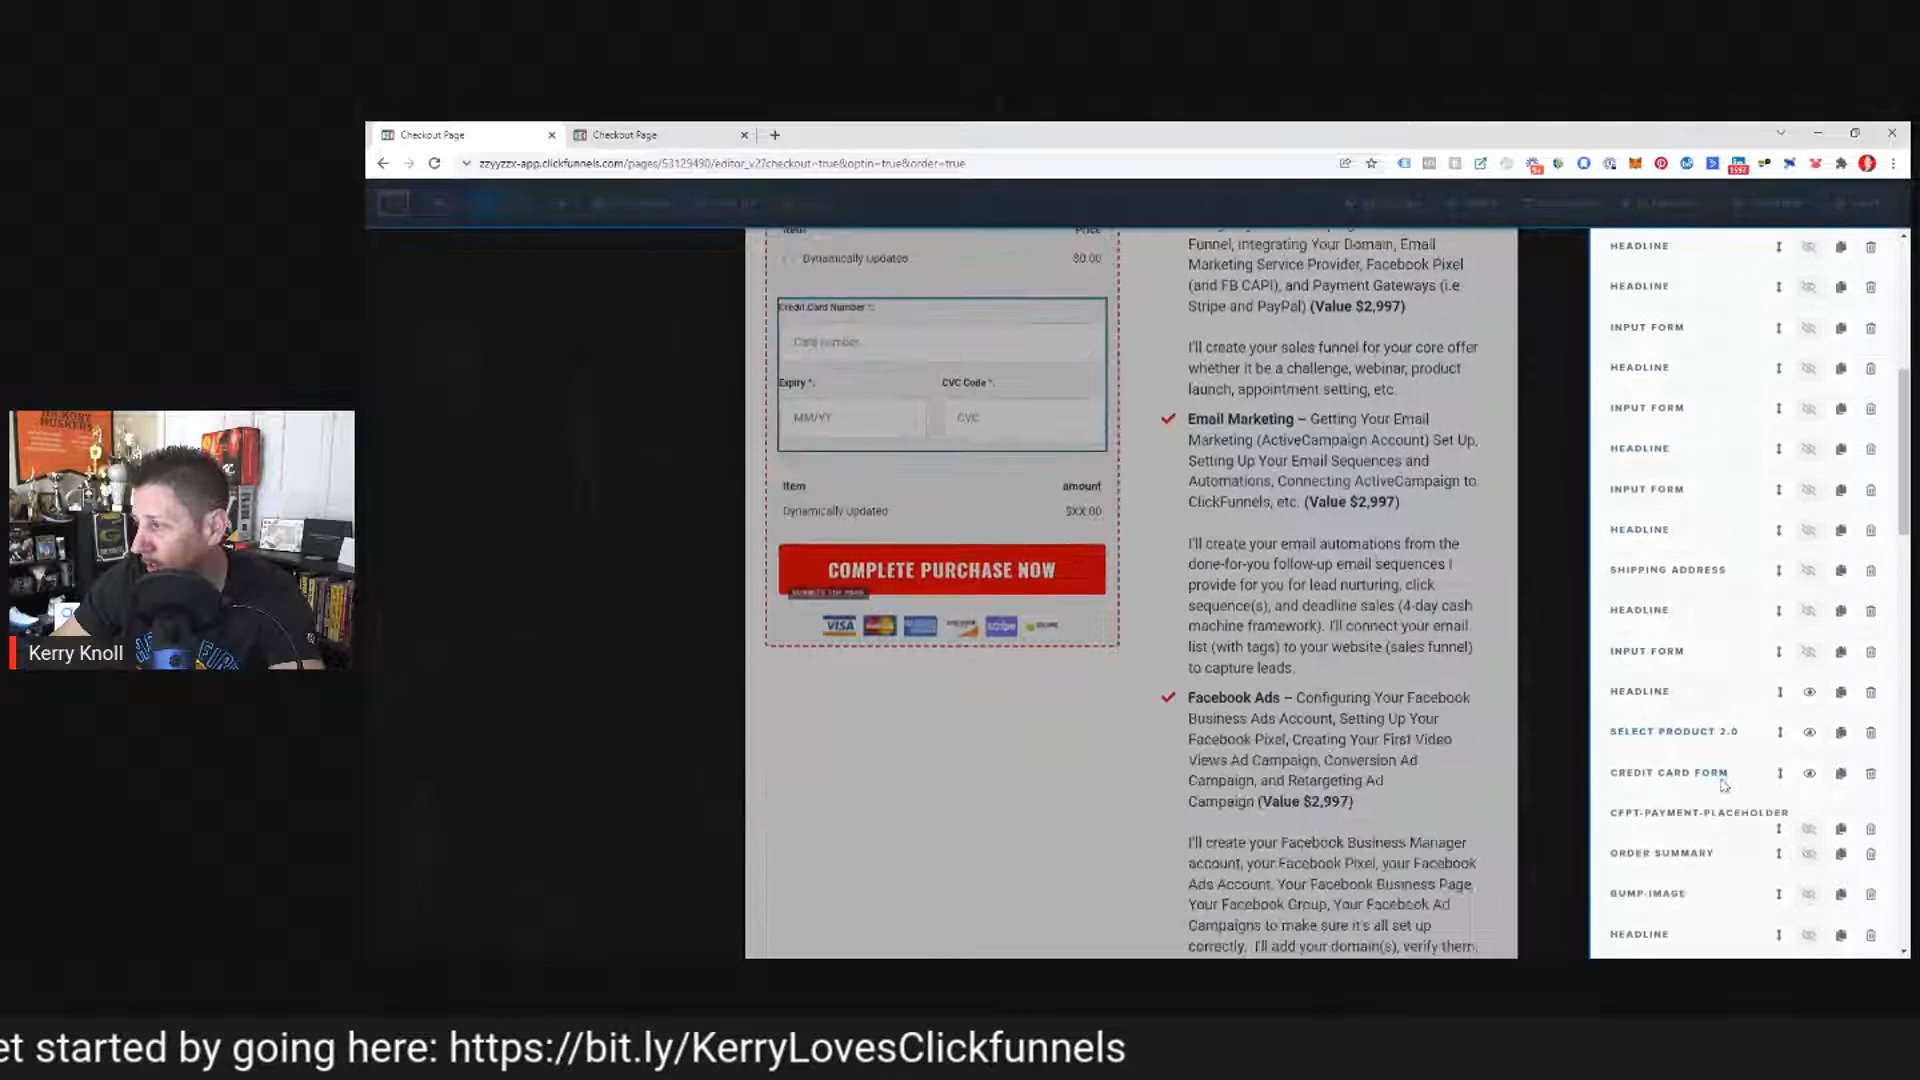 Checkout Page
Checkout Page
zzyyzzx-app.clickfunnels.com/pages/53129490/editor_v2?checkout=true&optin=true&order=true
Item Price
Dynamically Updated $0.00
Credit Card Number *:
Card number
Expiry *: CVC Code *:
MM/YY CVC
Item amount
Dynamically Updated $XX.00
COMPLETE PURCHASE NOW
VISA
stripe
Funnel, Integrating Your Domain, Email
Marketing Service Provider, Facebook Pixel
(and FB CAPI), and Payment Gateways (i.e
Stripe and PayPal) (Value $2,997)
I'll create your sales funnel for your core offer
whether it be a challenge, webinar, product
launch, appointment setting, etc.
Email Marketing – Getting Your Email
Marketing (ActiveCampaign Account) Set Up,
Setting Up Your Email Sequences and
Automations, Connecting ActiveCampaign to
ClickFunnels, etc. (Value $2,997)
I'll create your email automations from the
done-for-you follow-up email sequences I
provide for you for lead nurturing, click
sequence(s), and deadline sales (4-day cash
machine framework). I'll connect your email
list (with tags) to your website (sales funnel)
to capture leads.
Facebook Ads – Configuring Your Facebook
Business Ads Account, Setting Up Your
Facebook Pixel, Creating Your First Video
Views Ad Campaign, Conversion Ad
Campaign, and Retargeting Ad
Campaign (Value $2,997)
I'll create your Facebook Business Manager
account, your Facebook Pixel, your Facebook
Ads Account, Your Facebook Business Page
Your Facebook Group, Your Facebook Ad
Campaigns to make sure it's all set up
correctly. I'll add your domain(s), verify them,
HEADLINE
HEADLINE
INPUT FORM
HEADLINE
INPUT FORM
HEADLINE
INPUT FORM
HEADLINE
SHIPPING ADDRESS
HEADLINE
INPUT FORM
HEADLINE
SELECT PRODUCT 2.0
CREDIT CARD FORM
CFPT-PAYMENT-PLACEHOLDER
ORDER SUMMARY
BUMP-IMAGE
HEADLINE
Kerry Knoll
et started by going here: https://bit.ly/KerryLovesClickfunnels